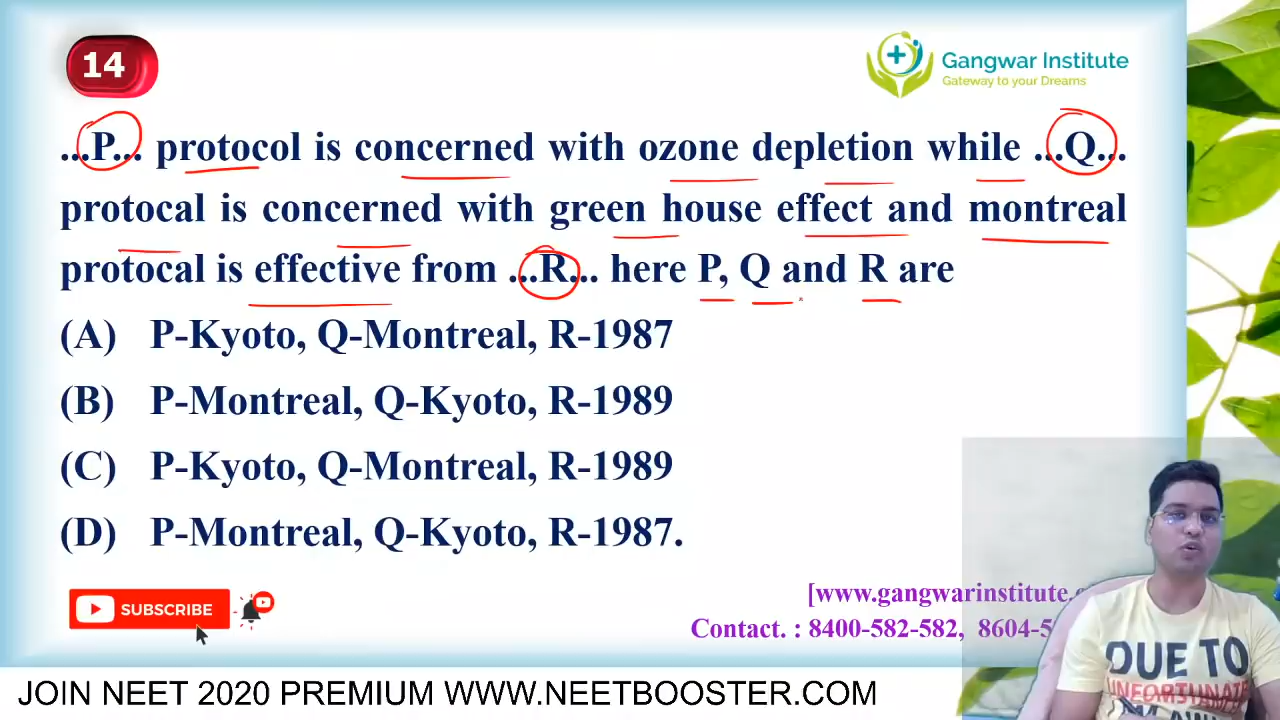 14
Gangwar Institute
Gateway to your Dreams
...P... protocol is concerned with ozone depletion while ...Q...
protocal is concerned with green house effect and montreal
protocal is effective from ...R... here P, Q and R are
(A) P-Kyoto, Q-Montreal, R-1987
(B) P-Montreal, Q-Kyoto, R-1989
(C) P-Kyoto, Q-Montreal, R-1989
(D) P-Montreal, Q-Kyoto, R-1987.
SUBSCRIBE
[www.gangwarinstitute.
Contact. : 8400-582-582, 8604-5
DUE TO
UNFORTUNATE
JOIN NEET 2020 PREMIUM WWW.NEETBOOSTER.COM